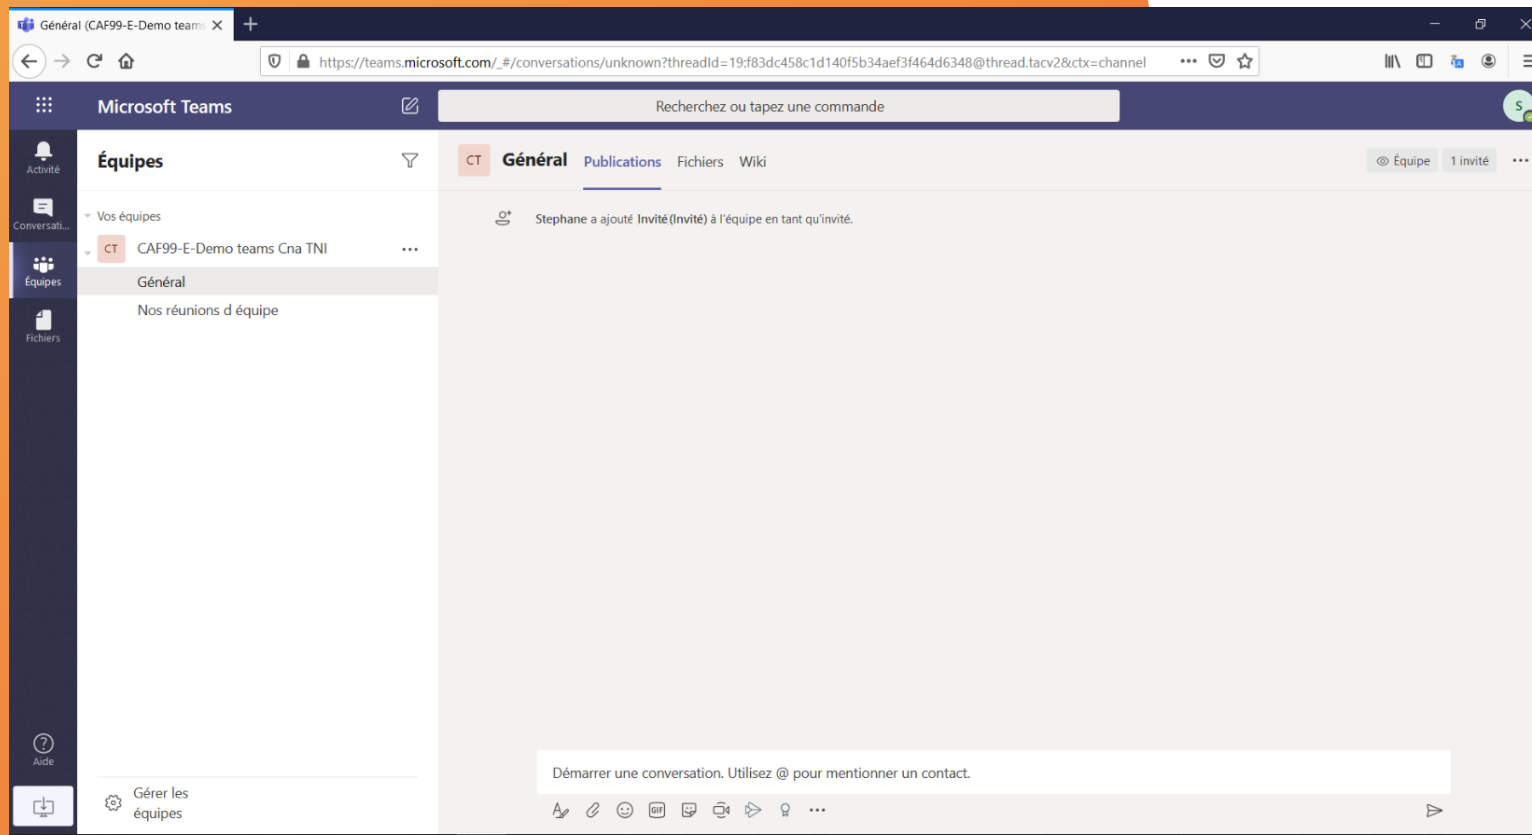 Général (CAF99-E-Demo teams
https://teams.microsoft.com/_#/conversations/unknown?threadId=19:f83dc458c1d140f5b34aef3f464d6348@thread.tacv2&ctx=channel
Microsoft Teams
Recherchez ou tapez une commande
S
Activité
Conversati...
Équipes
Fichiers
Aide
Équipes
Vos équipes
CT CAF99-E-Demo teams Cna TNI
Général
Nos réunions d équipe
Gérer les
équipes
CT Général Publications Fichiers Wiki
Équipe 1 invité
Stephane a ajouté Invité (Invité) à l'équipe en tant qu'invité.
Démarrer une conversation. Utilisez @ pour mentionner un contact.
GIF